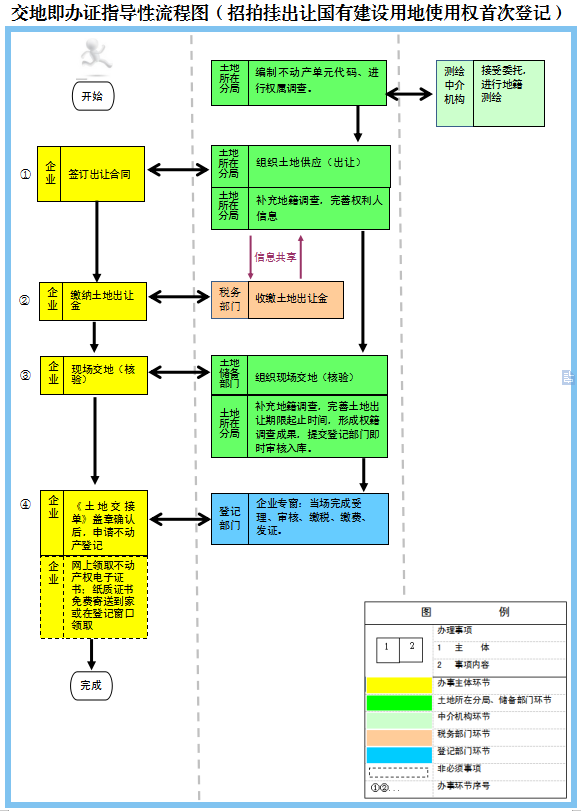 交地即办证指导性流程图（招拍挂出让国有建设用地使用权首次登记）
开始
土地
所在
分局
编制不动产单元代码、进
行权属调查。
测绘
中介
机构
接受委托,
进行地籍
测绘
①
企
业
签订出让合同
土地
所在
分局
组织土地供应（出让）
土地
所在
分局
补充地籍调查，完善权利人
信息
信息共享
②
企
业
缴纳土地出让
金
税务
部门
收缴土地出让金
③
企
业
现场交地（核
验）
土地
储备
部门
组织现场交地（核验）
土地
所在
分局
补充地籍调查，完善土地出
让期限起止时间，形成权籍
调查成果，提交登记部门即
时审核入库。
④
企
业
《土地交接
单》盖章确认
后，申请不动
产登记
登记
部门
企业专窗：当场完成受
理、审核、缴税、缴费、
发证。
企
业
网上领取不动
产权电子证
书；纸质证书
免费寄送到家
或在登记窗口
领取
完成
图 例
1 2
办理事项
1 主 体
2 事项内容
办事主体环节
土地所在分局、储备部门环节
中介机构环节
税务部门环节
登记部门环节
非必须事项
①②...
办事环节序号